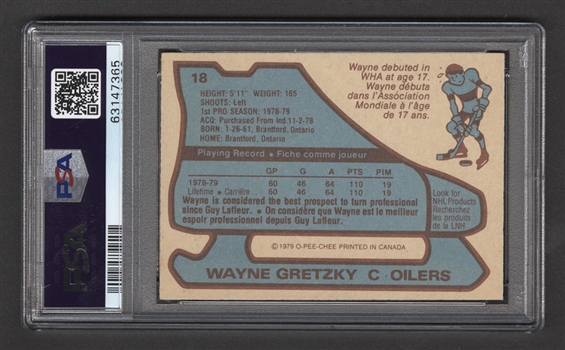 63147365
PSA
PSA
18
HEIGHT: 5'11" WEIGHT: 165
SHOOTS: Left
1st PRO SEASON: 1978-79
ACQ: Purchased From Ind.11-2-78
BORN: 1-26-61, Brantford, Ontario
HOME: Brantford, Ontario
Wayne debuted in
WHA at age 17.
Wayne débuta
dans l'Association
Mondiale à l'âge
de 17 ans.
Playing Record • Fiche comme joueur
GP G A PTS PIM
1978-79 60 46 64 110 19
Lifetime • Carrière 60 46 64 110 19
Wayne is considered the best prospect to turn professional
since Guy Lafleur. • On considère que Wayne est le meilleur
espoir professionel depuis Guy Lafleur.
Look for
NHL Products
Recherchez
les produits
de la LNH
© 1979 O-PEE-CHEE PRINTED IN CANADA
WAYNE GRETZKY C OILERS